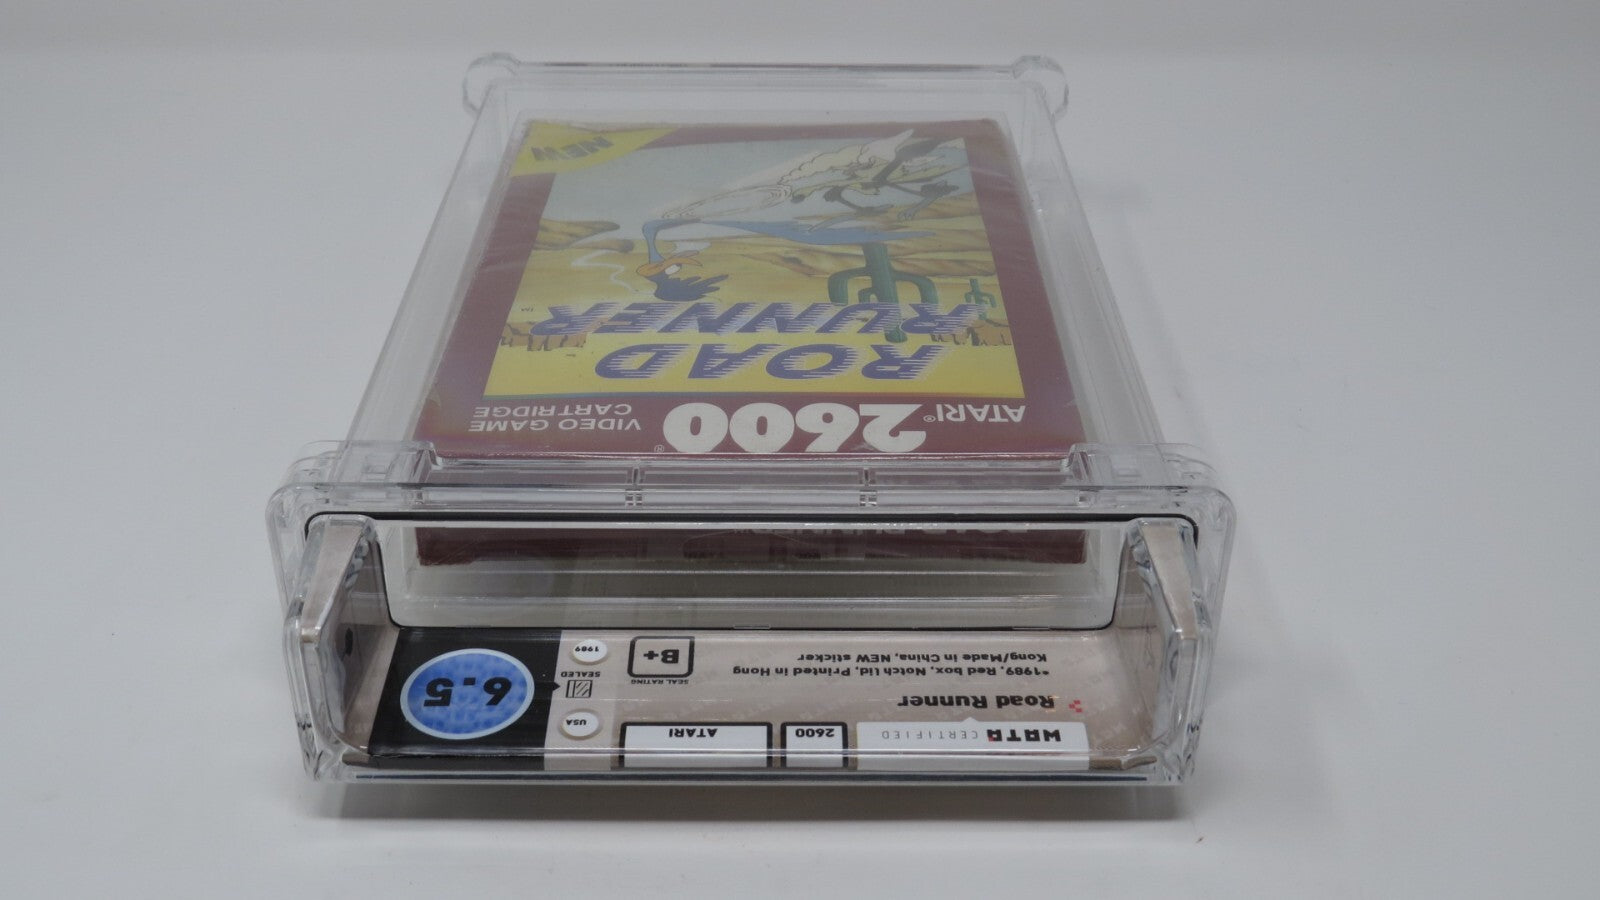 WATA CERTIFIED
2600
ATARI
USA
Road Runner
*1989, Red box, Notch Lid, Printed in Hong
Kong/Made in China, NEW sticker
SEAL RATING
B+
SEALED
1989
6.5
ATARI® 2600®
VIDEO GAME
CARTRIDGE
ROAD
RUNNER™
NEW